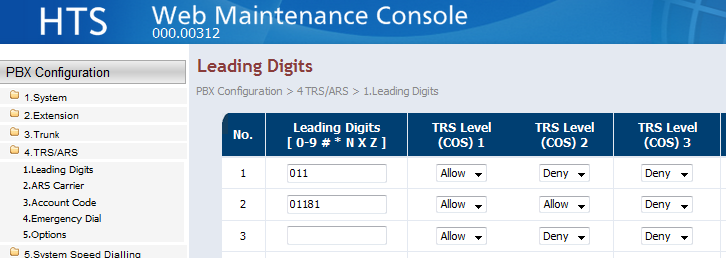 HTS Web Maintenance Console
000.00312
PBX Configuration
1.System
2.Extension
3.Trunk
4.TRS/ARS
1.Leading Digits
2.ARS Carrier
3.Account Code
4.Emergency Dial
5.Options
5.System Speed Dialling
Leading Digits
PBX Configuration > 4 TRS/ARS > 1.Leading Digits
No. Leading Digits TRS Level TRS Level TRS Level
[ 0-9 # * N X Z ] (COS) 1 (COS) 2 (COS) 3
1 011 Allow Deny Deny
2 01181 Allow Allow Deny
3 Allow Deny Deny